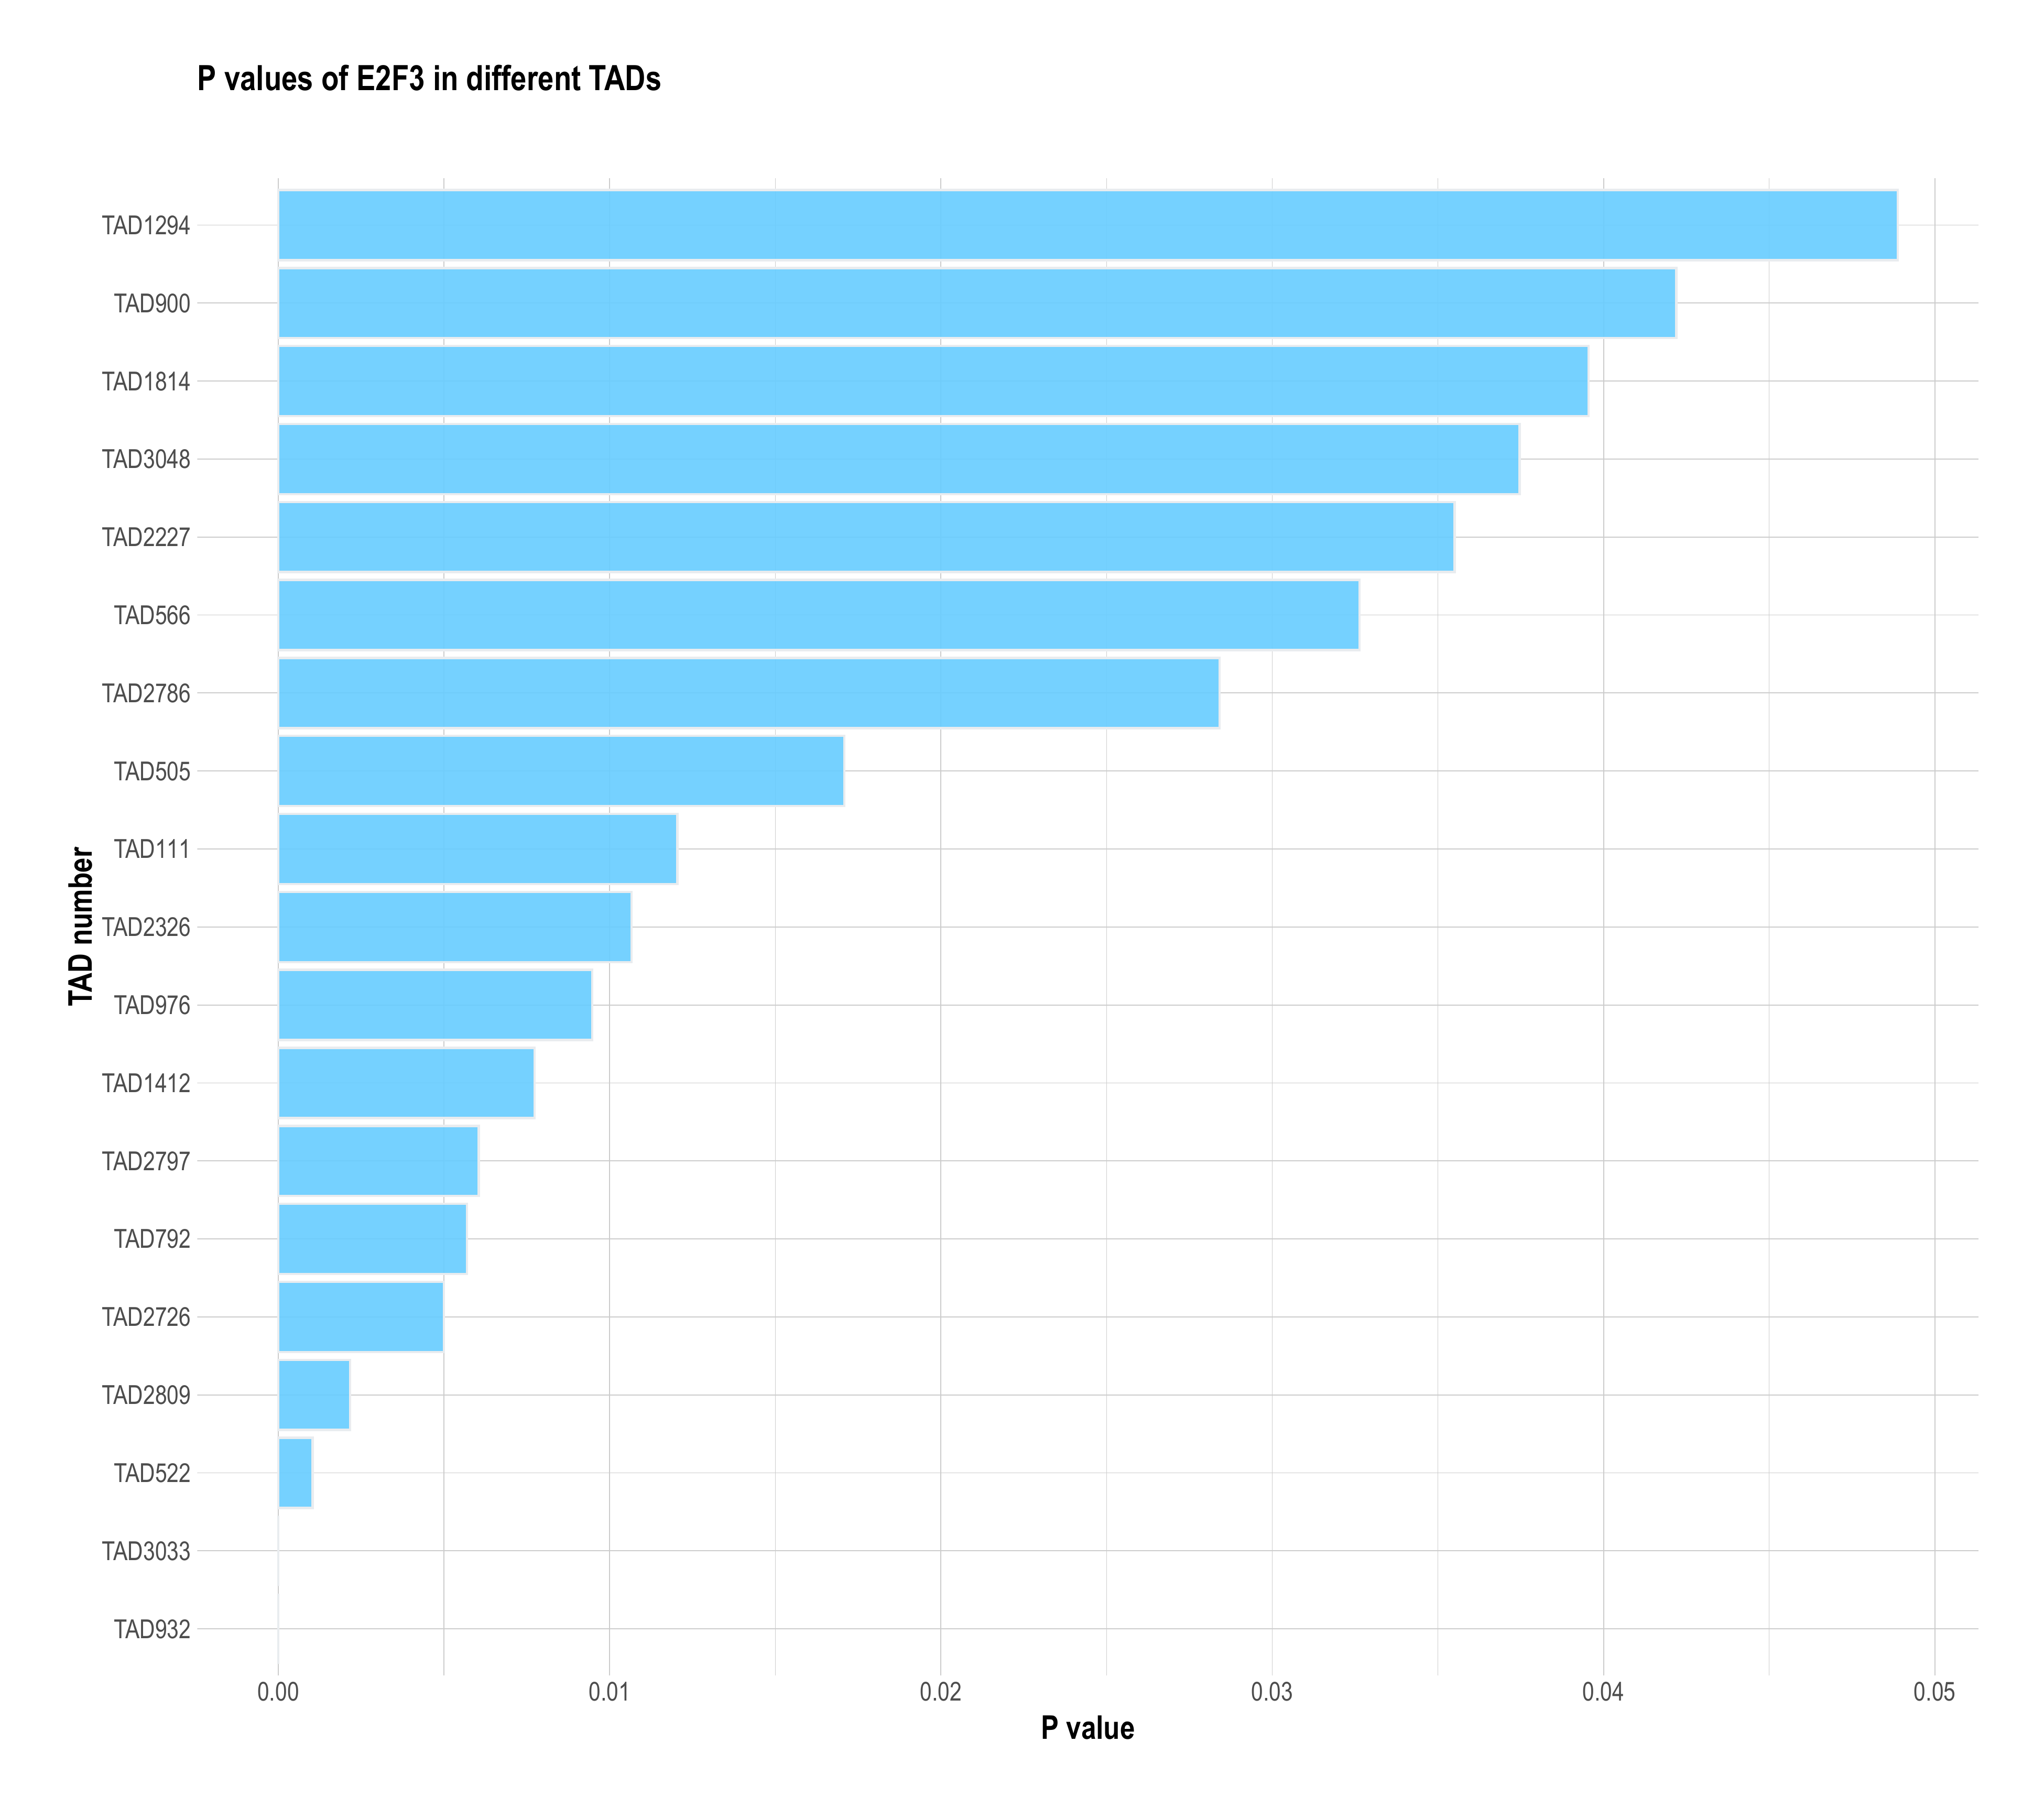 P values of E2F3 in different TADs
TAD1294
TAD900
TAD1814
TAD3048
TAD2227
TAD566
TAD2786
TAD505
TAD111
TAD2326
TAD976
TAD1412
TAD2797
TAD792
TAD2726
TAD2809
TAD522
TAD3033
TAD932
TAD number
0.00 0.01 0.02 0.03 0.04 0.05
P value